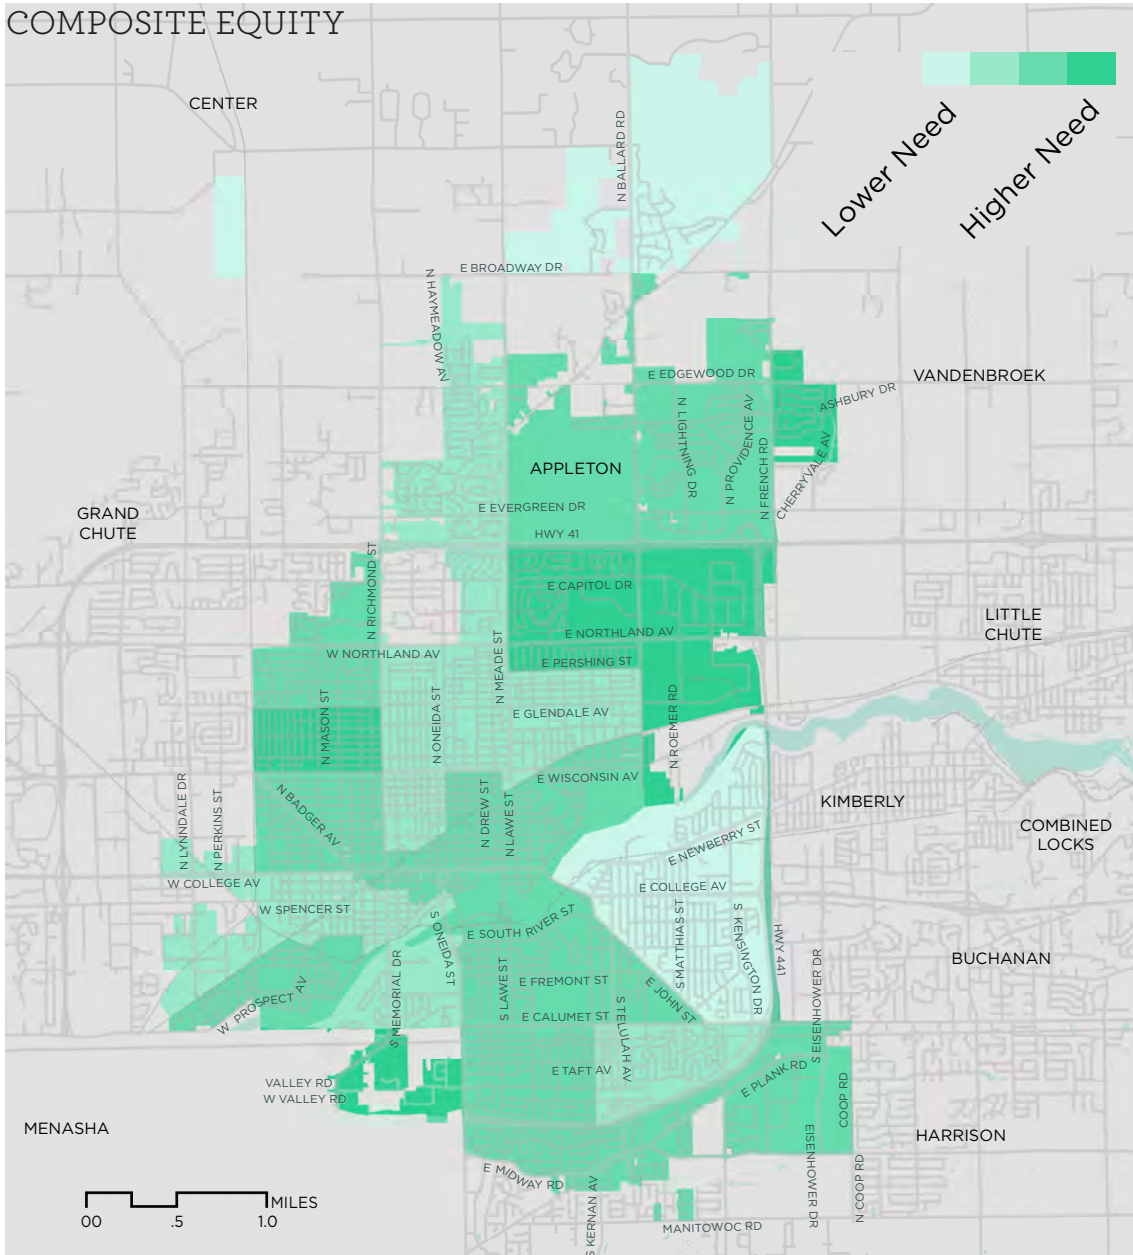 COMPOSITE EQUITY
CENTER
N BALLARD RD
Lower Need
Higher Need
E BROADWAY DR
N HAYMEADOW AV
E EDGEWOOD DR
VANDENBROEK
ASHBURY DR
N LIGHTNING DR
N PROVIDENCE AV
N FRENCH RD
CHERRYVALE AV
APPLETON
E EVERGREEN DR
GRAND
CHUTE
HWY 41
N RICHMOND ST
E CAPITOL DR
LITTLE
CHUTE
E NORTHLAND AV
W NORTHLAND AV
N MEADE ST
E PERSHING ST
N MASON ST
N ONEIDA ST
E GLENDALE AV
N ROEMER RD
E WISCONSIN AV
N LYNNDALE DR
N PERKINS ST
N BADGER AV
N DREW ST
N LAWE ST
KIMBERLY
COMBINED
LOCKS
E NEWBERRY ST
W COLLEGE AV
E COLLEGE AV
W SPENCER ST
S ONEIDA ST
E SOUTH RIVER ST
S MATTHIAS ST
S KENSINGTON DR
HWY 441
BUCHANAN
W PROSPECT AV
S MEMORIAL DR
S LAWE ST
E FREMONT ST
E JOHN ST
S EISENHOWER DR
E CALUMET ST
S TELULAH AV
E TAFT AV
E PLANK RD
COOP RD
VALLEY RD
W VALLEY RD
MENASHA
HARRISON
EISENHOWER DR
N COOP RD
E MIDWAY RD
S KERNAN AV
MANITOWOC RD
MILES
00 .5 1.0